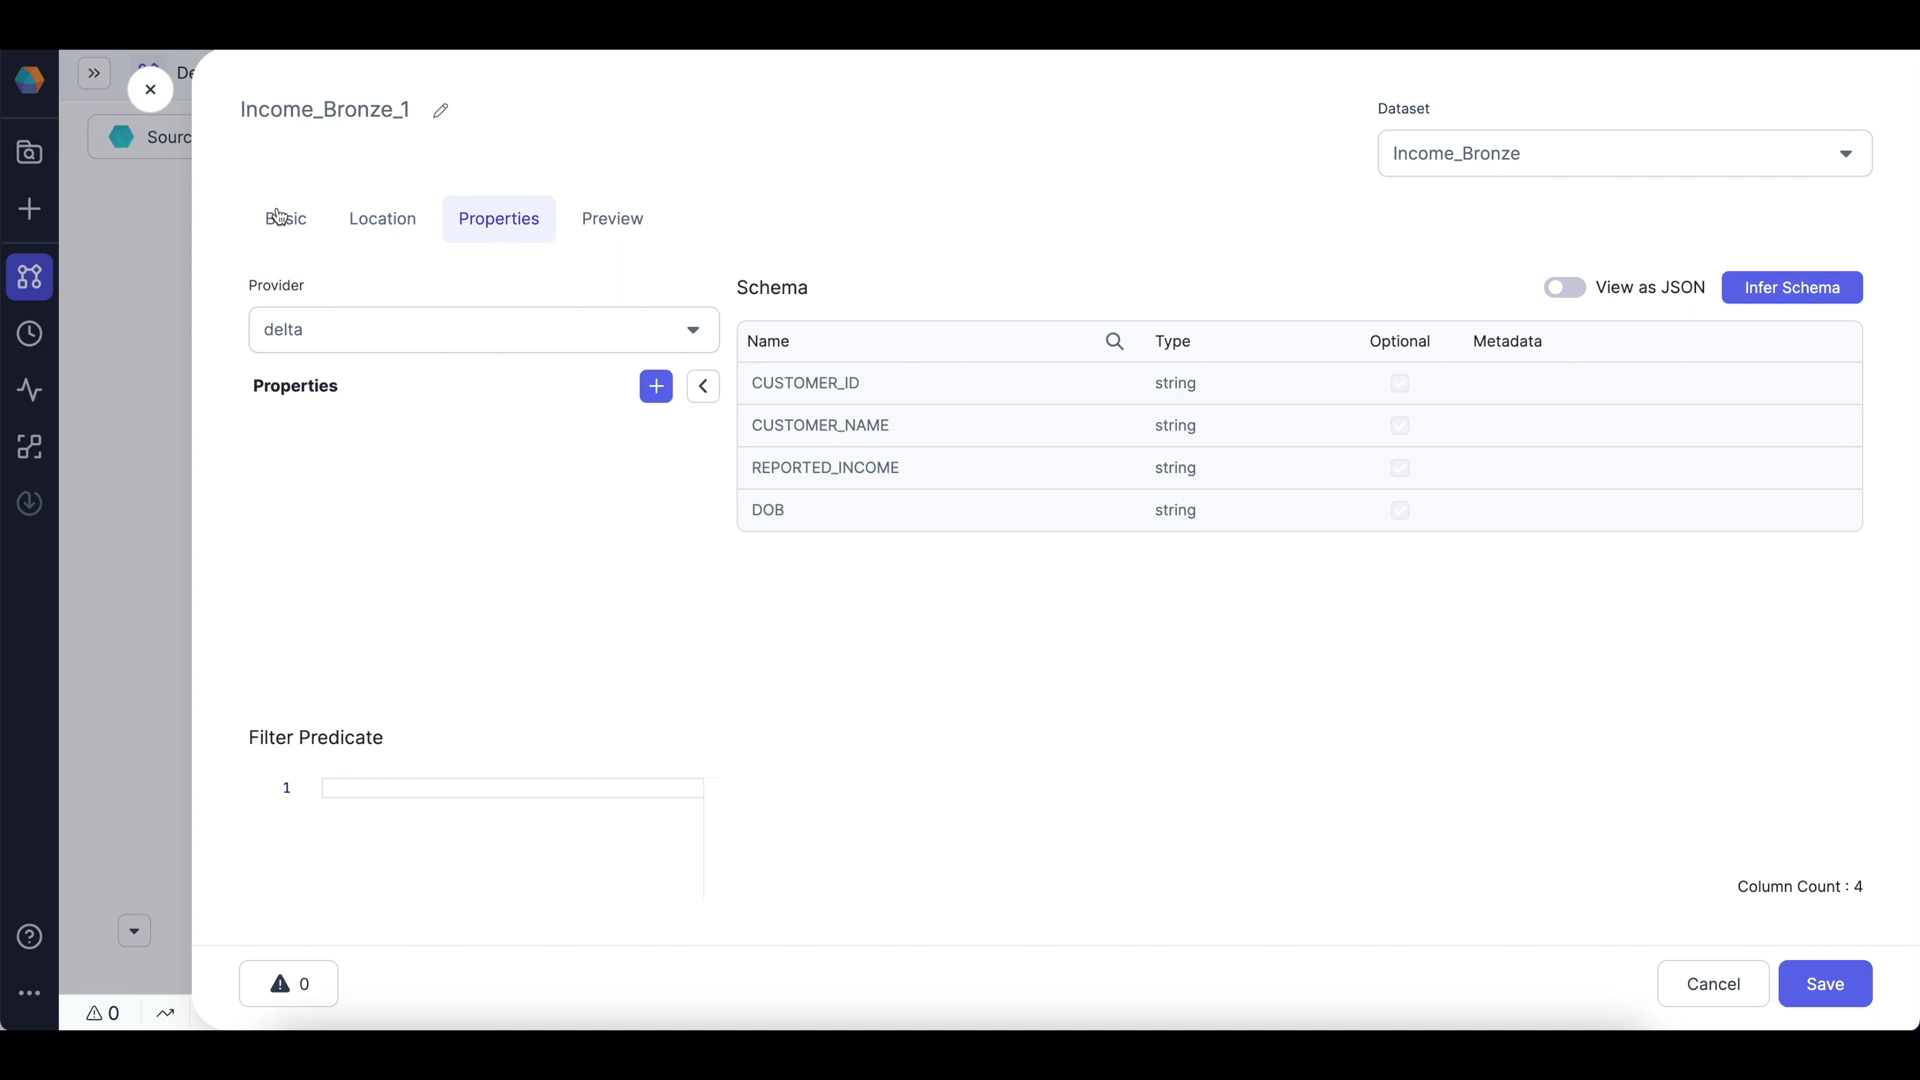 De
Sourc
Income_Bronze_1
Dataset
Income_Bronze
Basic Location Properties Preview
Provider
delta
Properties
Schema
View as JSON
Infer Schema
Name Type Optional Metadata
CUSTOMER_ID string
CUSTOMER_NAME string
REPORTED_INCOME string
DOB string
Filter Predicate
1
Column Count : 4
0
Cancel
Save
0